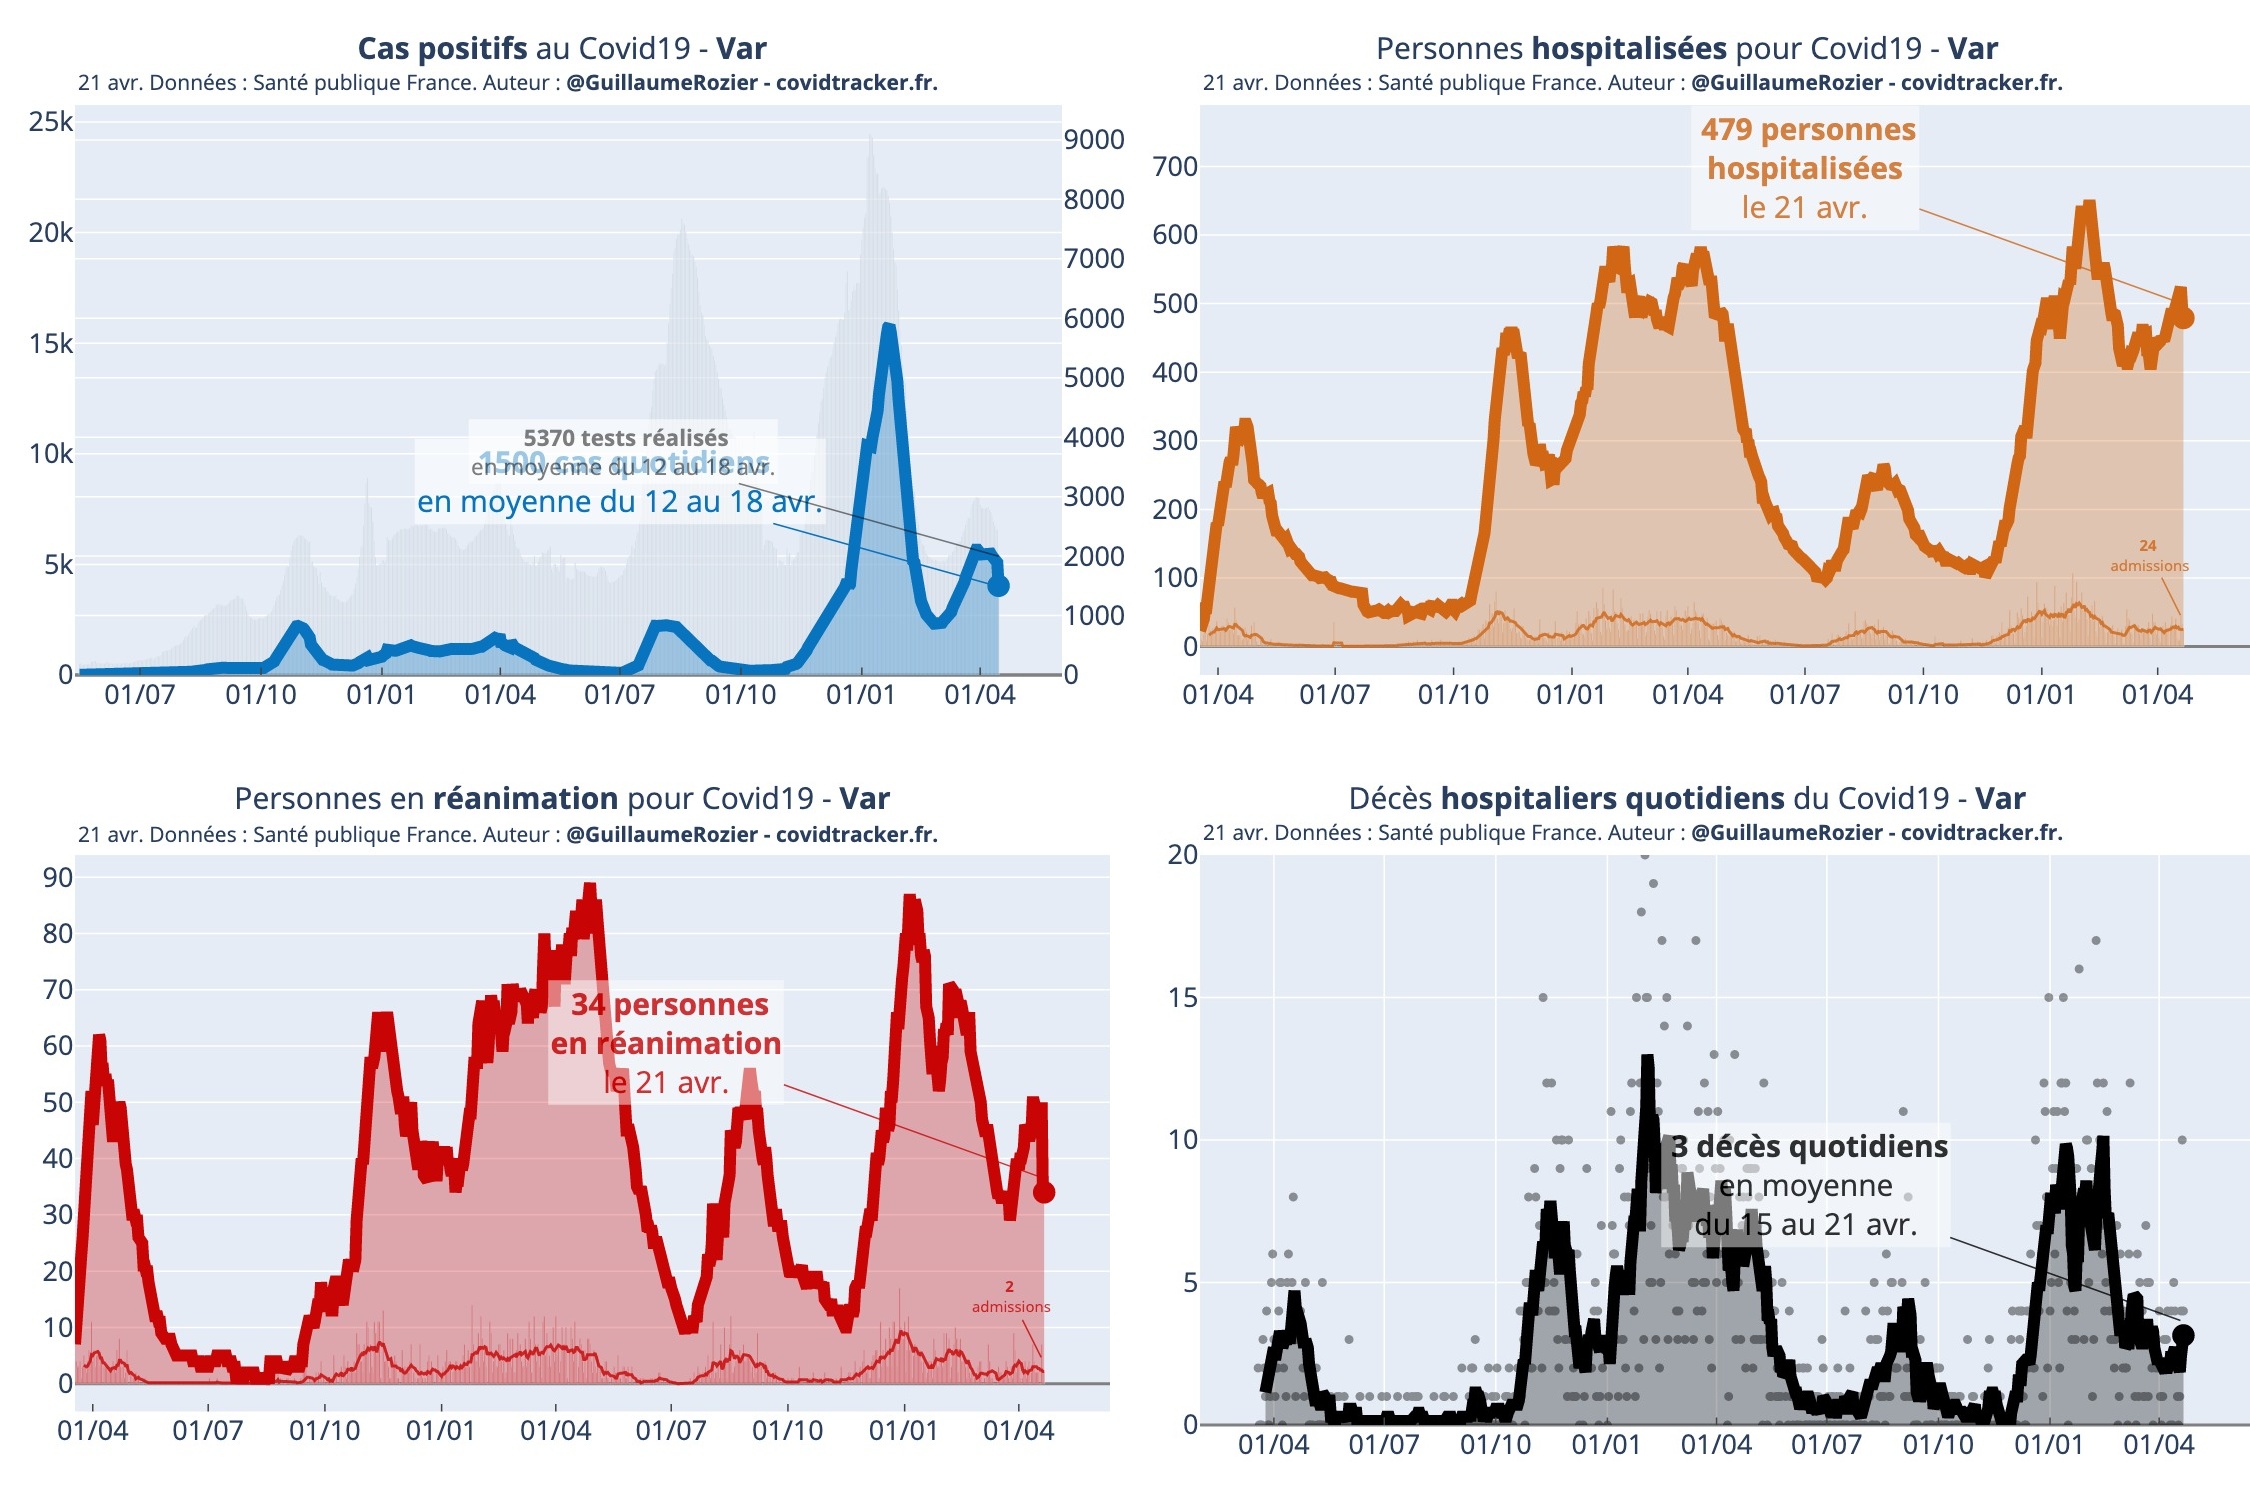 Cas positifs au Covid19 - Var
21 avr. Données : Santé publique France. Auteur : @GuillaumeRozier - covidtracker.fr.
25k
20k
15k
10k
5k
0
9000
8000
7000
6000
5000
4000
3000
2000
1000
0
5370 tests réalisés
en moyenne du 12 au 18 avr.
1500 cas quotidiens
en moyenne du 12 au 18 avr.
01/07 01/10 01/01 01/04 01/07 01/10 01/01 01/04
Personnes hospitalisées pour Covid19 - Var
21 avr. Données : Santé publique France. Auteur : @GuillaumeRozier - covidtracker.fr.
479 personnes
hospitalisées
le 21 avr.
700
600
500
400
300
200
100
0
24
admissions
01/04 01/07 01/10 01/01 01/04 01/07 01/10 01/01 01/04
Personnes en réanimation pour Covid19 - Var
21 avr. Données : Santé publique France. Auteur : @GuillaumeRozier - covidtracker.fr.
90
80
70
60
50
40
30
20
10
0
34 personnes
en réanimation
le 21 avr.
2
admissions
01/04 01/07 01/10 01/01 01/04 01/07 01/10 01/01 01/04
Décès hospitaliers quotidiens du Covid19 - Var
21 avr. Données : Santé publique France. Auteur : @GuillaumeRozier - covidtracker.fr.
20
15
10
5
0
3 décès quotidiens
en moyenne
du 15 au 21 avr.
01/04 01/07 01/10 01/01 01/04 01/07 01/10 01/01 01/04